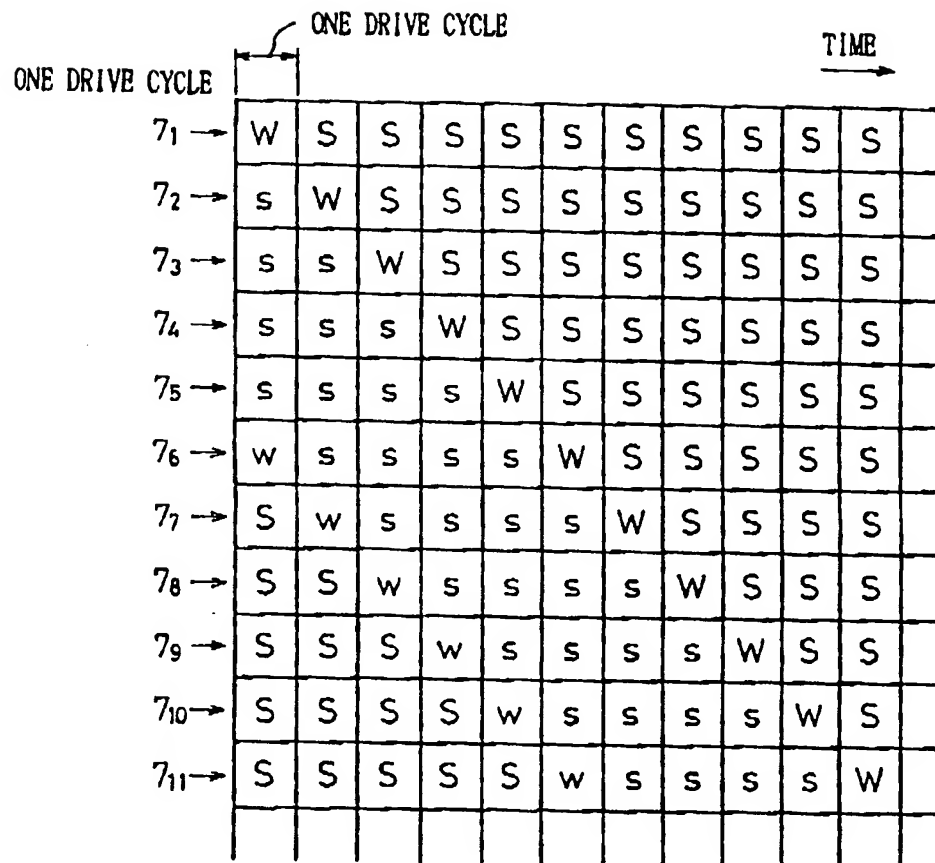 ONE DRIVE CYCLE
TIME
ONE DRIVE CYCLE
7₁ → W S S S S S S S S S S
7₂ → s W S S S S S S S S S
7₃ → s s W S S S S S S S S
7₄ → s s s W S S S S S S S
7₅ → s s s s W S S S S S S
7₆ → w s s s s W S S S S S
7₇ → S w s s s s W S S S S
7₈ → S S w s s s s W S S S
7₉ → S S S w s s s s W S S
7₁₀ → S S S S w s s s s W S
7₁₁ → S S S S S w s s s s W